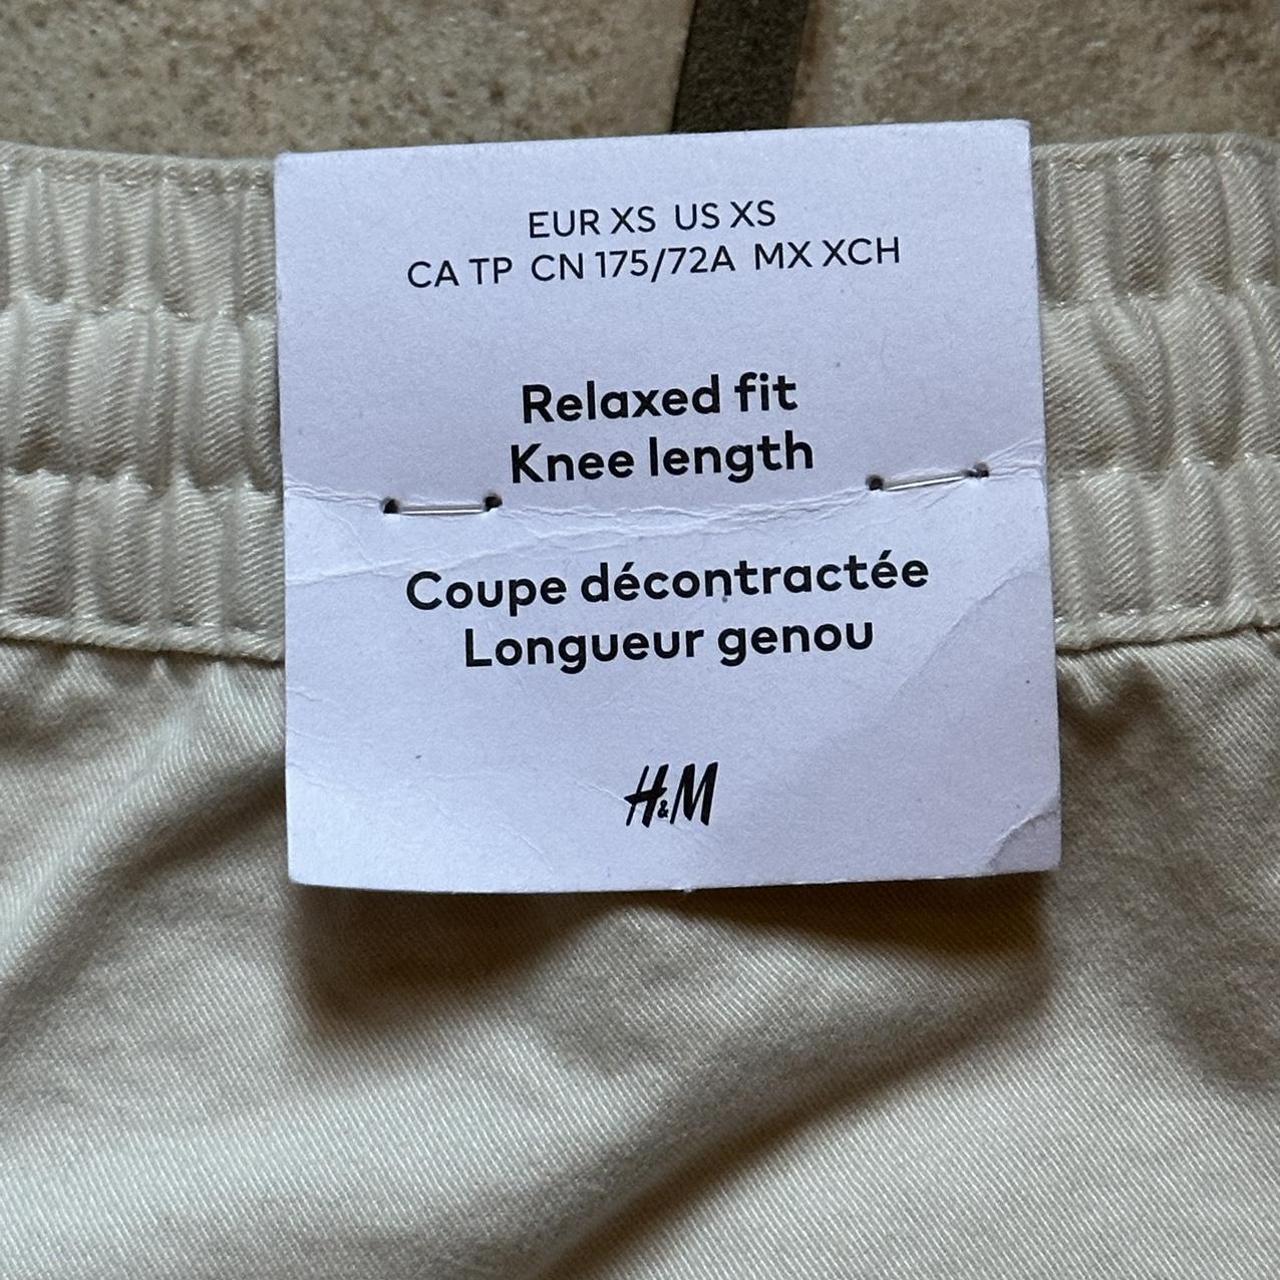 EUR XS US XS
CA TP CN 175/72A MX XCH
Relaxed fit
Knee length
Coupe décontractée
Longueur genou
H&M